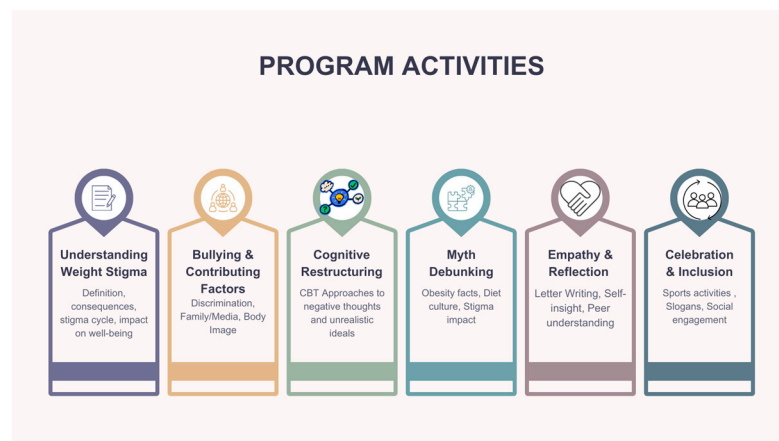 PROGRAM ACTIVITIES
Understanding
Weight Stigma
Definition,
consequences,
stigma cycle, impact
on well-being
Bullying &
Contributing
Factors
Discrimination,
Family/Media, Body
Image
Cognitive
Restructuring
CBT Approaches to
negative thoughts
and unrealistic
ideals
Myth
Debunking
Obesity facts, Diet
culture, Stigma
impact
Empathy &
Reflection
Letter Writing, Self-
insight, Peer
understanding
Celebration
& Inclusion
Sports activities ,
Slogans, Social
engagement